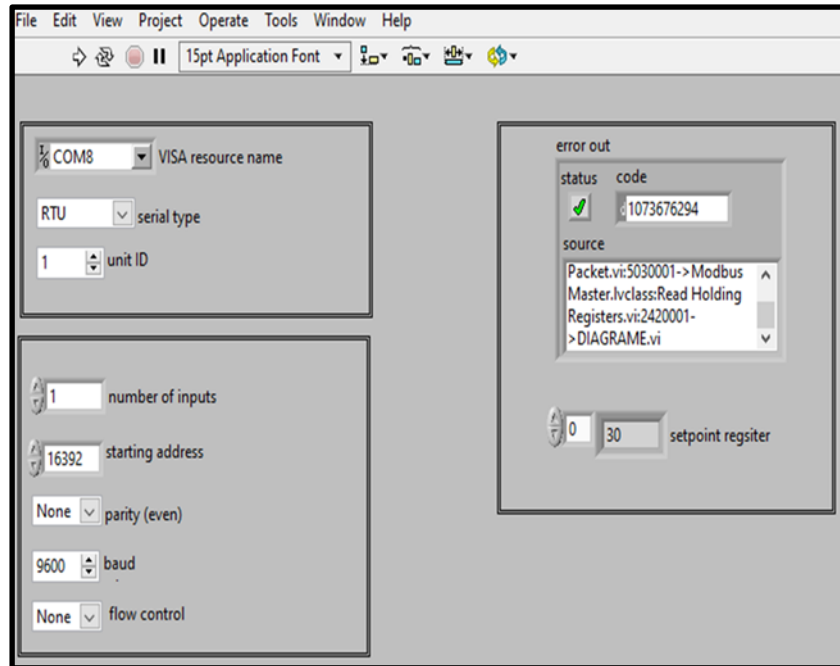 File Edit View Project Operate Tools Window Help
15pt Application Font
COM8 VISA resource name
RTU serial type
1 unit ID
1 number of inputs
16392 starting address
None parity (even)
9600 baud
None flow control
error out
status code
1073676294
source
Packet.vi:5030001->Modbus
Master.lvclass:Read Holding
Registers.vi:2420001-
>DIAGRAME.vi
0 30 setpoint regsiter